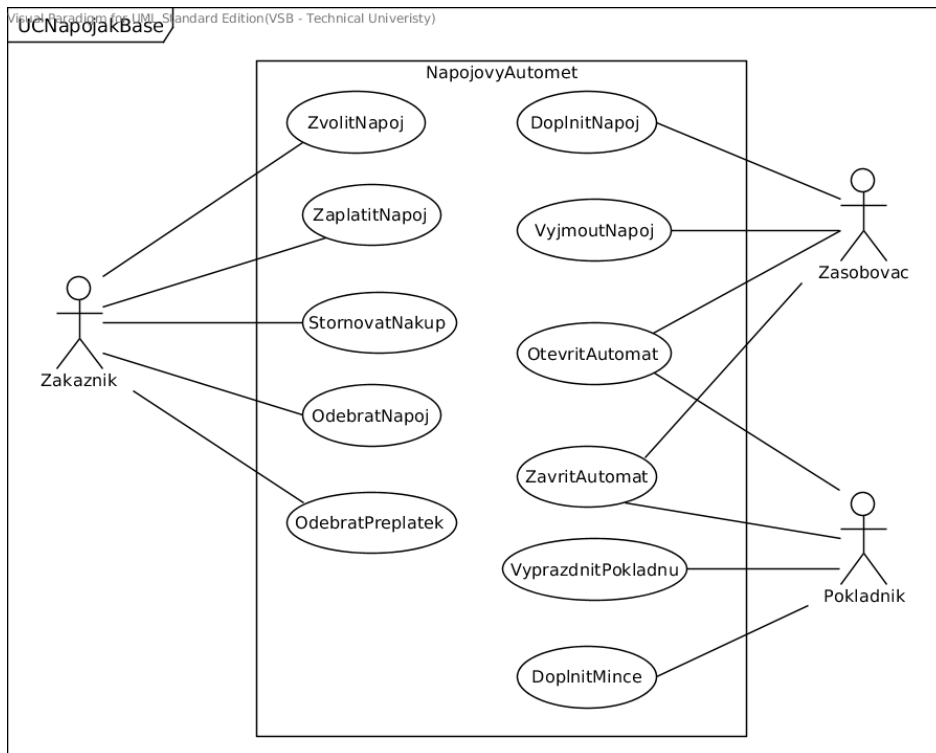 Visual Paradigm for UML Standard Edition(VSB - Technical Univeristy)
UCNapojakBase
NapojovyAutomet
ZvolitNapoj
DoplnitNapoj
ZaplatitNapoj
VyjmoutNapoj
Zasobovac
StornovatNakup
OtevritAutomat
Zakaznik
OdebratNapoj
ZavritAutomat
OdebratPreplatek
VyprazdnitPokladnu
Pokladnik
DoplnitMince